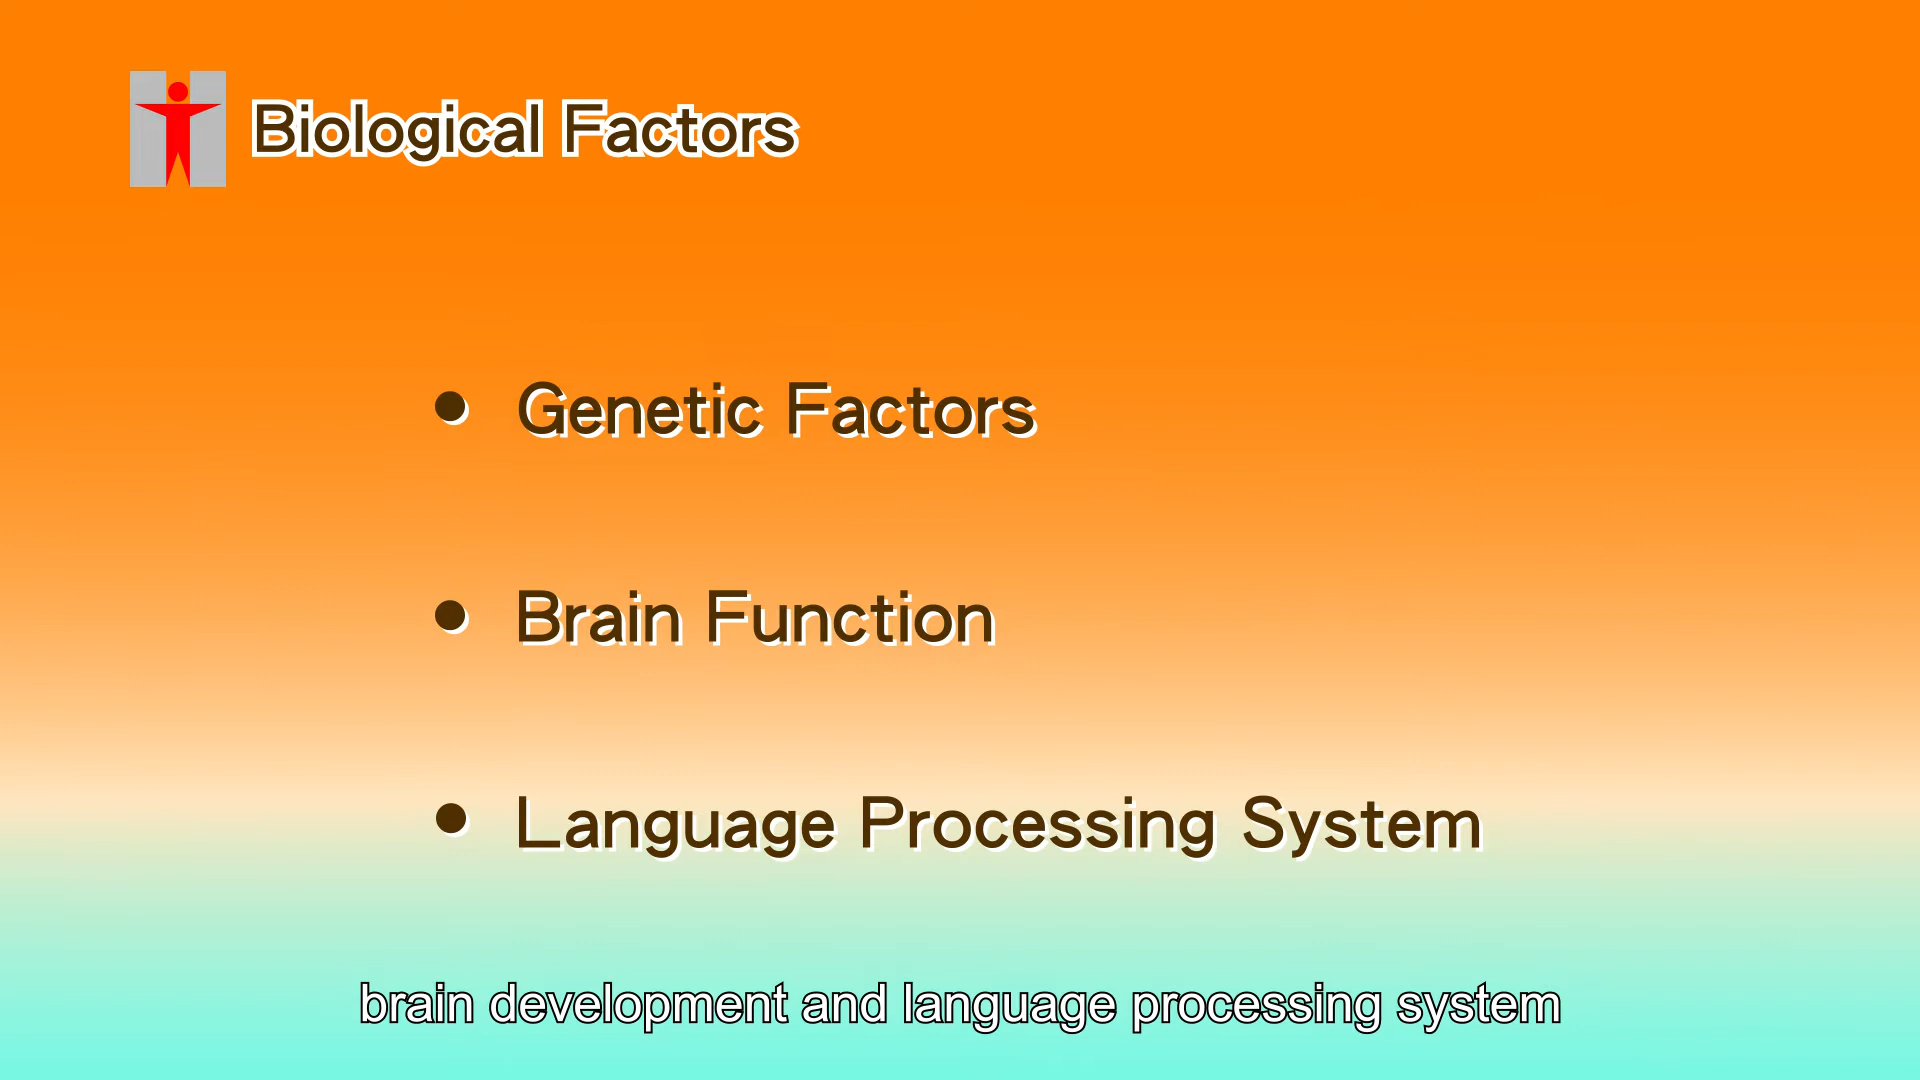 Biological Factors
• Genetic Factors
• Brain Function
• Language Processing System
brain development and language processing system